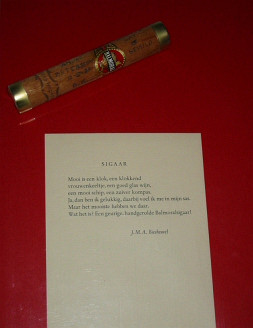 SIGAAR
Mooi is een klok, een klokkend
vrouwenkeeltje, een goed glas wijn,
een mooi schip, een zuiver kompas.
Ja, dan ben ik gelukkig, daarbij voel ik me in mijn sas.
Maar het mooiste hebben we daar.
Wat het is? Een geurige, handgerolde Balmoralsigaar!
J.M.A. Biesheuvel